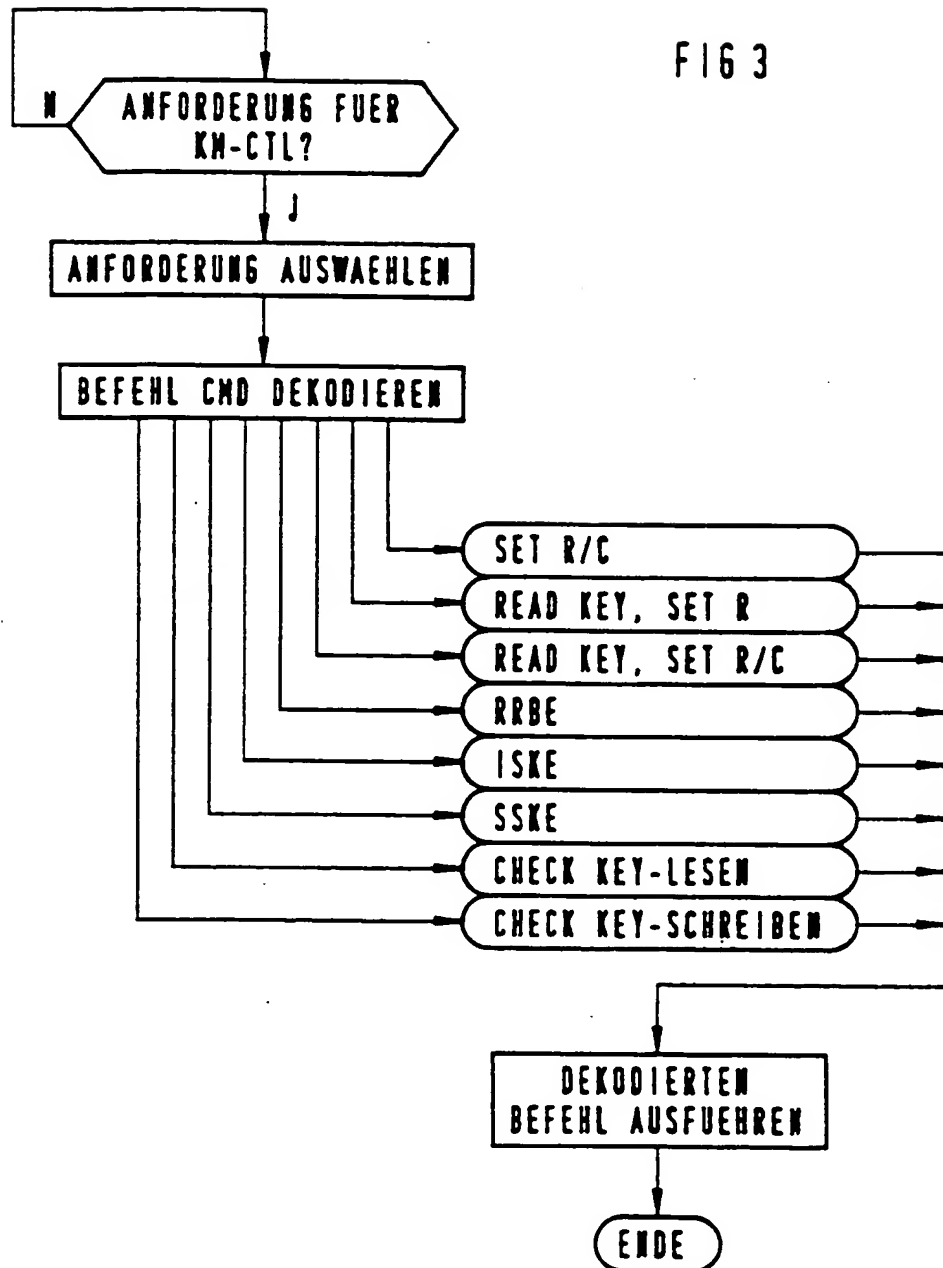 FIG 3
N
ANFORDERUNG FUER
KM-CTL?
J
ANFORDERUNG AUSWAEHLEN
BEFEHL CMD DEKODIEREN
SET R/C
READ KEY, SET R
READ KEY, SET R/C
RRBE
ISKE
SSKE
CHECK KEY-LESEN
CHECK KEY-SCHREIBEN
DEKODIERTEN
BEFEHL AUSFUEHREN
ENDE